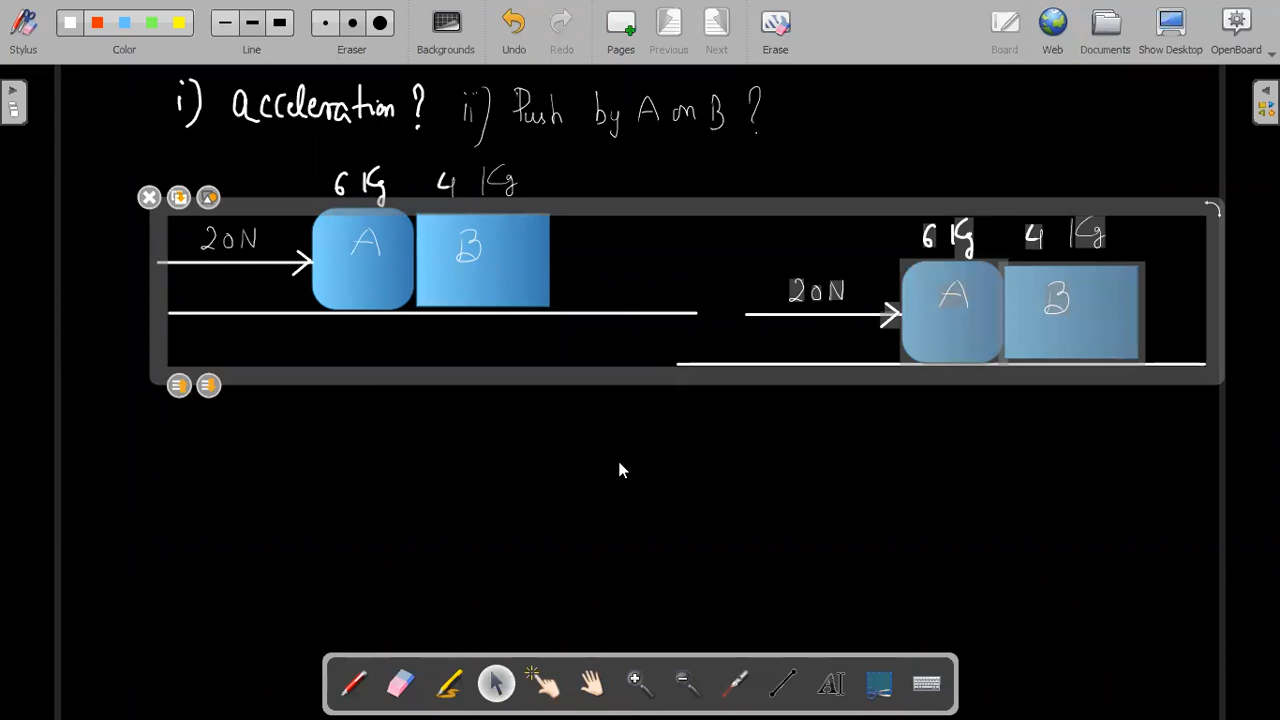 Stylus Color Line Eraser Backgrounds Undo Redo Pages Previous Next Erase Board Web Documents Show Desktop OpenBoard
i) acceleration? ii) Push by A on B ?
6 Kg 4 Kg
20N A B
6 Kg 4 Kg
20N A B
AI